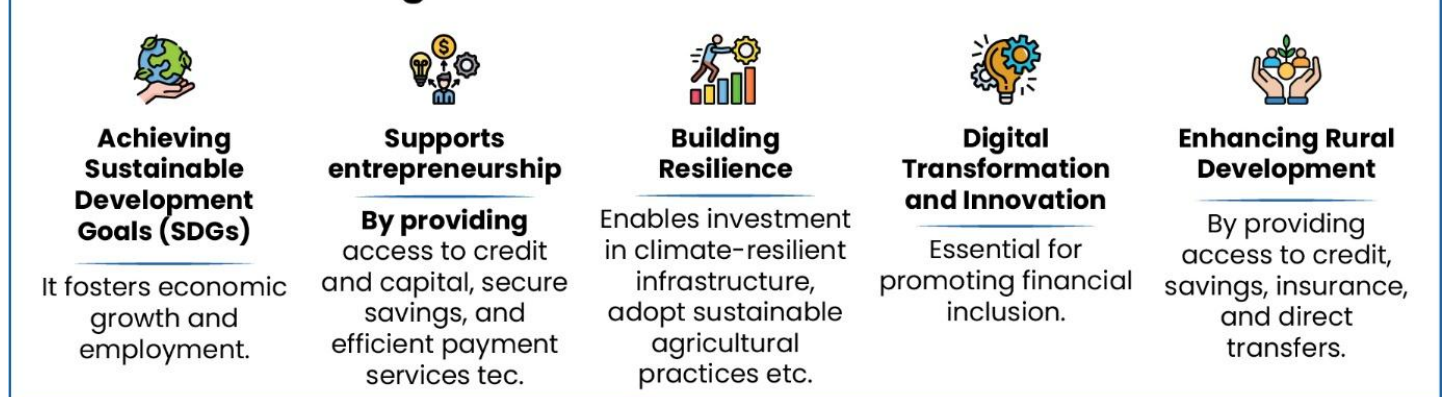 Achieving
Sustainable
Development
Goals (SDGs)
It fosters economic
growth and
employment.
Supports
entrepreneurship
By providing
access to credit
and capital, secure
savings, and
efficient payment
services tec.
Building
Resilience
Enables investment
in climate-resilient
infrastructure,
adopt sustainable
agricultural
practices etc.
Digital
Transformation
and Innovation
Essential for
promoting financial
inclusion.
Enhancing Rural
Development
By providing
access to credit,
savings, insurance,
and direct
transfers.